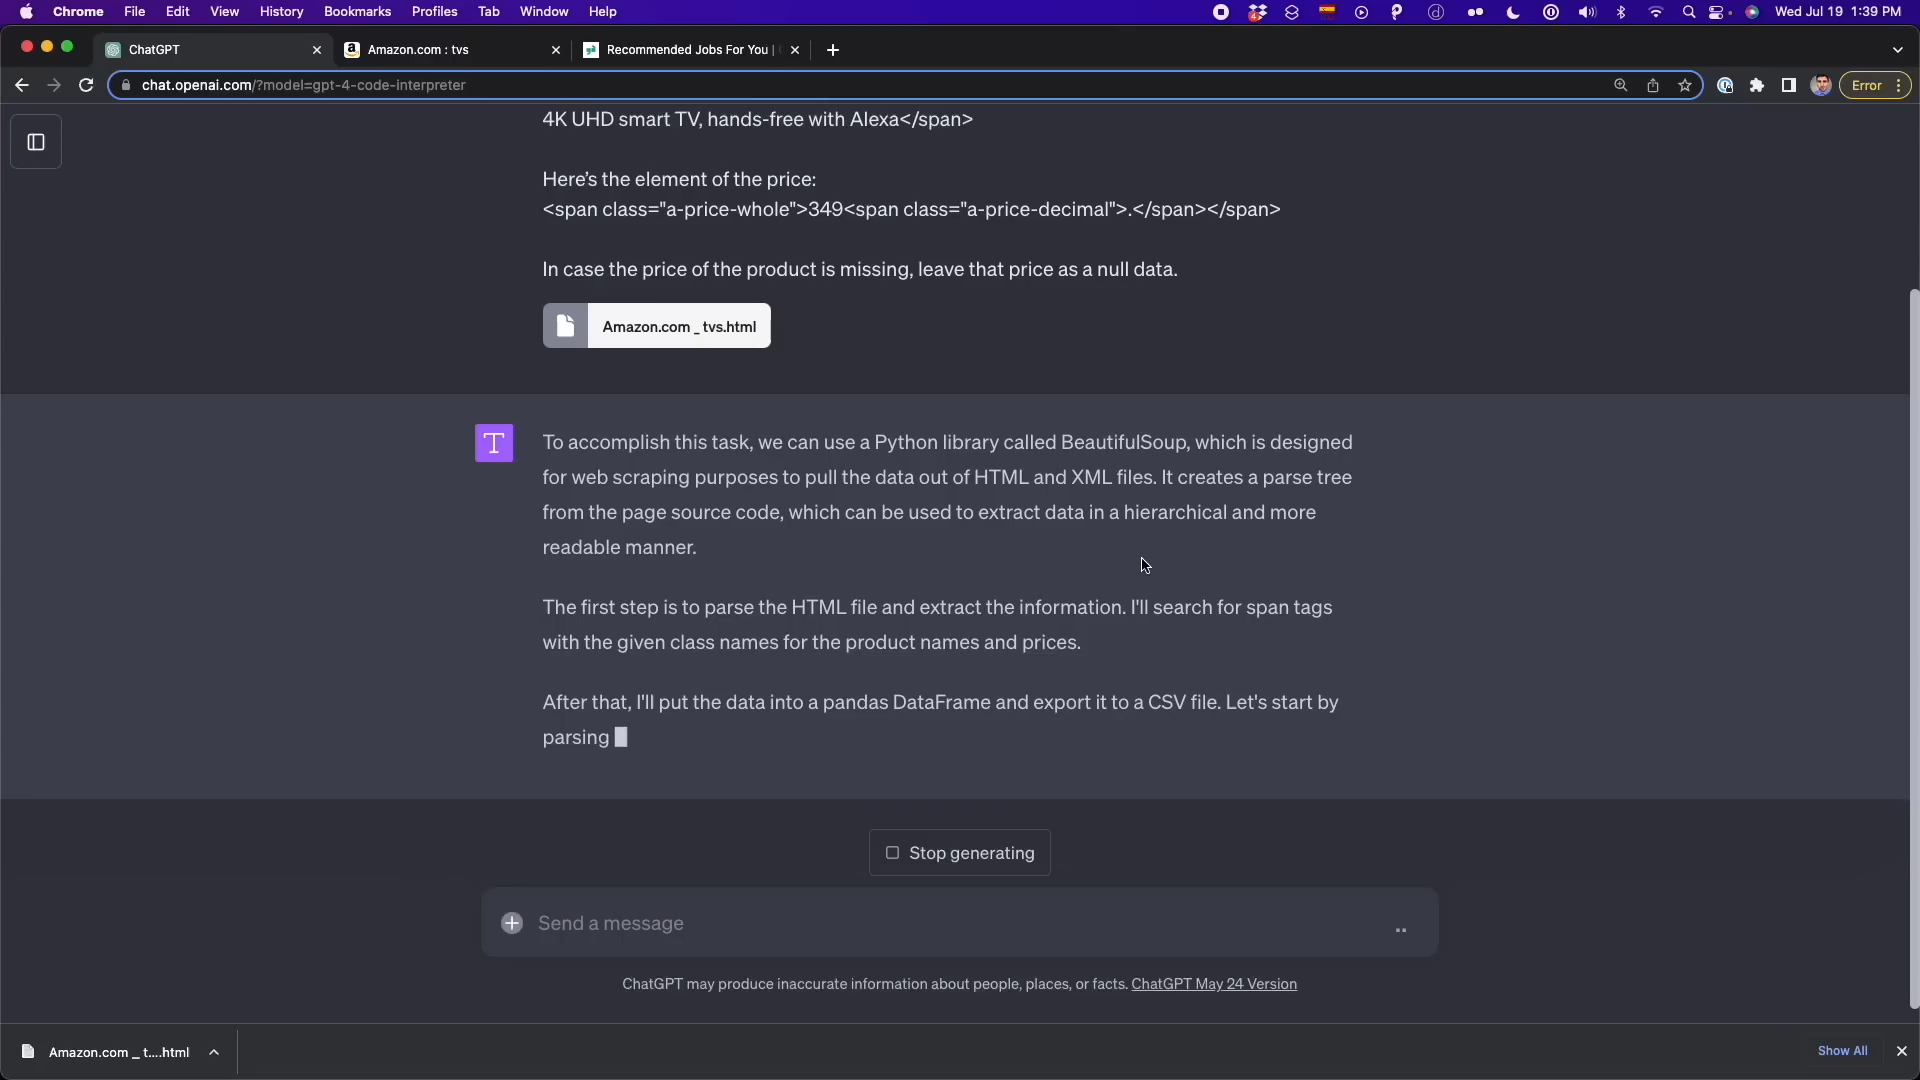 Chrome File Edit View History Bookmarks Profiles Tab Window Help
4
Wed Jul 19 1:39 PM
ChatGPT
Amazon.com : tvs
Recommended Jobs For You |
chat.openai.com/?model=gpt-4-code-interpreter
Error
4K UHD smart TV, hands-free with Alexa</span>
Here's the element of the price:
<span class="a-price-whole">349<span class="a-price-decimal">.</span></span>
In case the price of the product is missing, leave that price as a null data.
Amazon.com _ tvs.html
T
To accomplish this task, we can use a Python library called BeautifulSoup, which is designed
for web scraping purposes to pull the data out of HTML and XML files. It creates a parse tree
from the page source code, which can be used to extract data in a hierarchical and more
readable manner.
The first step is to parse the HTML file and extract the information. I'll search for span tags
with the given class names for the product names and prices.
After that, I'll put the data into a pandas DataFrame and export it to a CSV file. Let's start by
parsing
Stop generating
Send a message
ChatGPT may produce inaccurate information about people, places, or facts. ChatGPT May 24 Version
Amazon.com _ t....html
Show All